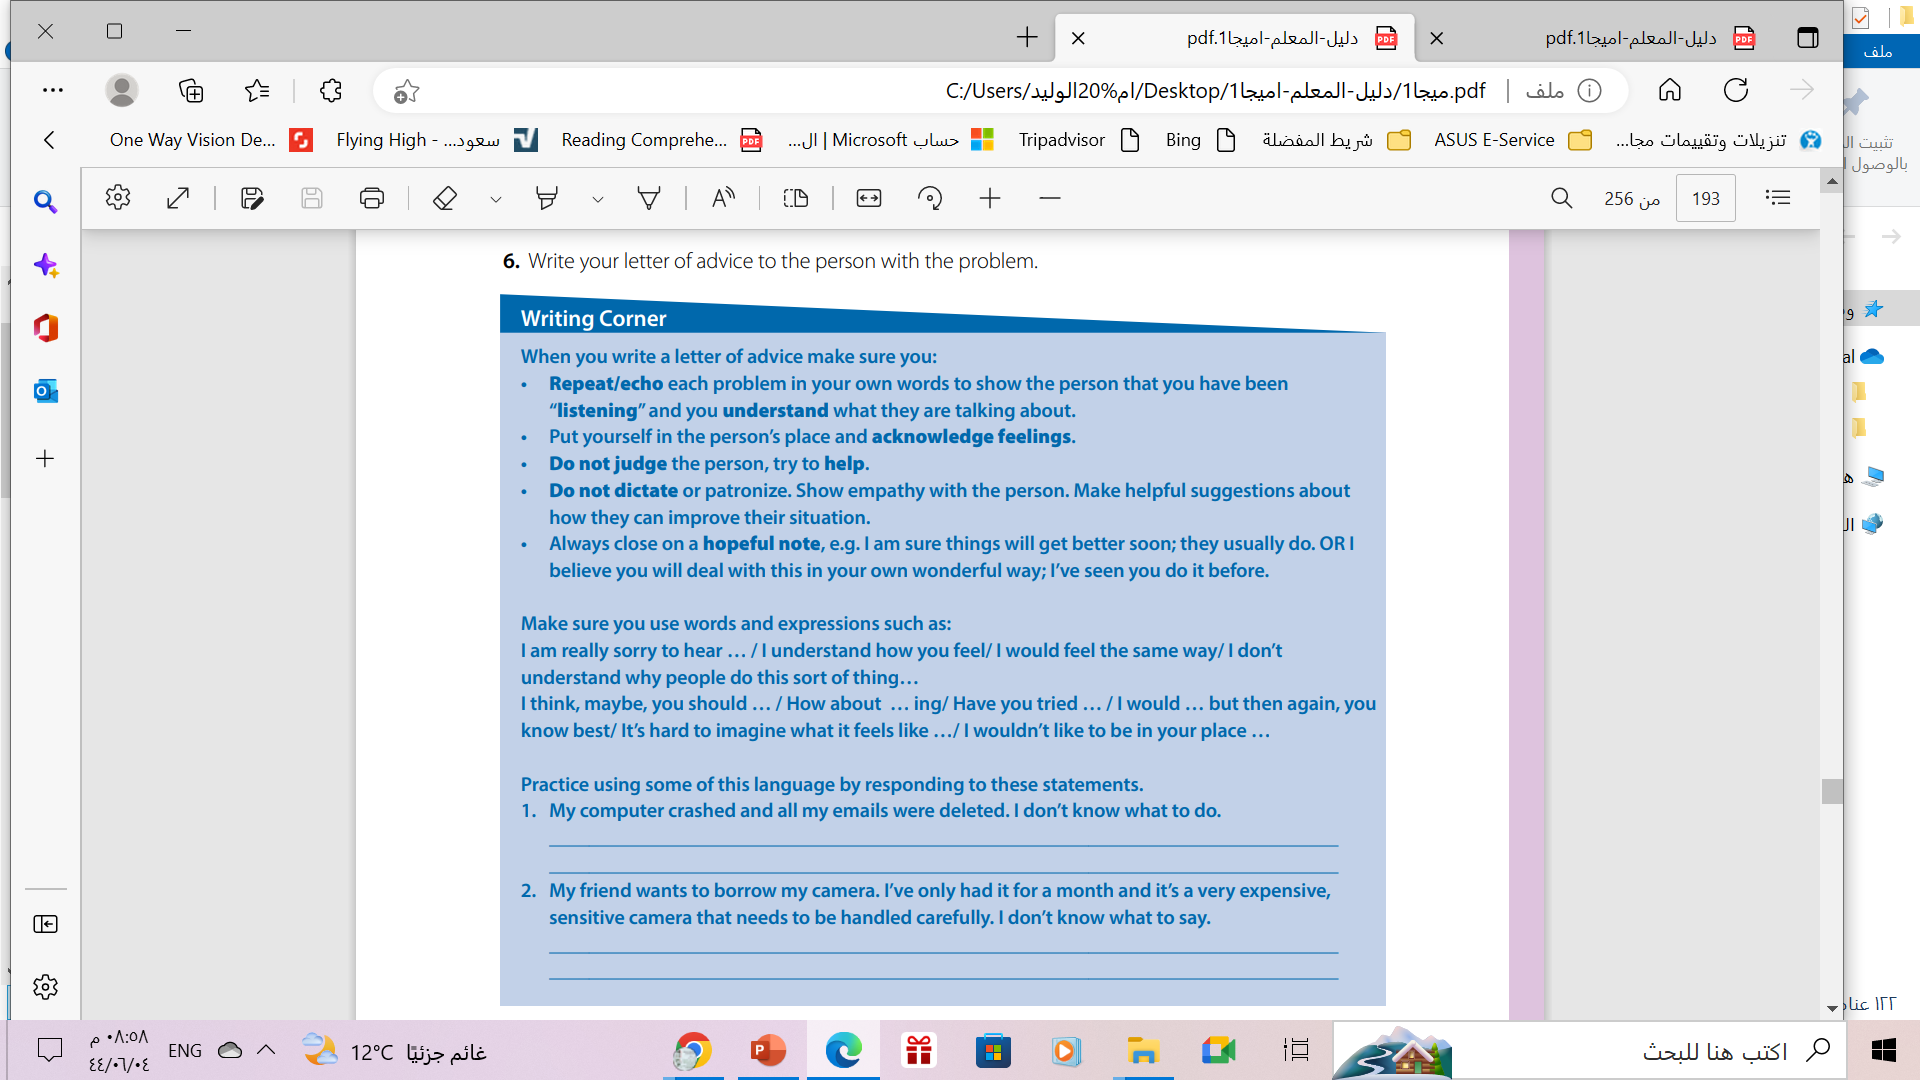 دليل-المعلم-اميجا1.pdf
دليل-المعلم-اميجا1.pdf
ملف
C:/Users/ام%20الوليد/Desktop/ميجا1/دليل-المعلم-اميجا1.pdf
ملف
One Way Vision De...
Flying High - سعود...
Reading Comprehe...
حساب Microsoft | ال...
Tripadvisor
Bing
شريط المفضلة
ASUS E-Service
تنزيلات وتقييمات مجا...
193
من 256
6. Write your letter of advice to the person with the problem.
Writing Corner
When you write a letter of advice make sure you:
• Repeat/echo each problem in your own words to show the person that you have been
“listening” and you understand what they are talking about.
• Put yourself in the person’s place and acknowledge feelings.
• Do not judge the person, try to help.
• Do not dictate or patronize. Show empathy with the person. Make helpful suggestions about
how they can improve their situation.
• Always close on a hopeful note, e.g. I am sure things will get better soon; they usually do. OR I
believe you will deal with this in your own wonderful way; I’ve seen you do it before.
Make sure you use words and expressions such as:
I am really sorry to hear … / I understand how you feel/ I would feel the same way/ I don’t
understand why people do this sort of thing…
I think, maybe, you should … / How about … ing/ Have you tried … / I would … but then again, you
know best/ It’s hard to imagine what it feels like …/ I wouldn’t like to be in your place …
Practice using some of this language by responding to these statements.
1. My computer crashed and all my emails were deleted. I don’t know what to do.
2. My friend wants to borrow my camera. I’ve only had it for a month and it’s a very expensive,
sensitive camera that needs to be handled carefully. I don’t know what to say.
٠٨:٥٨ م
٤٤/٠٦/٠٤
ENG
12°C غائم جزئيًا
اكتب هنا للبحث